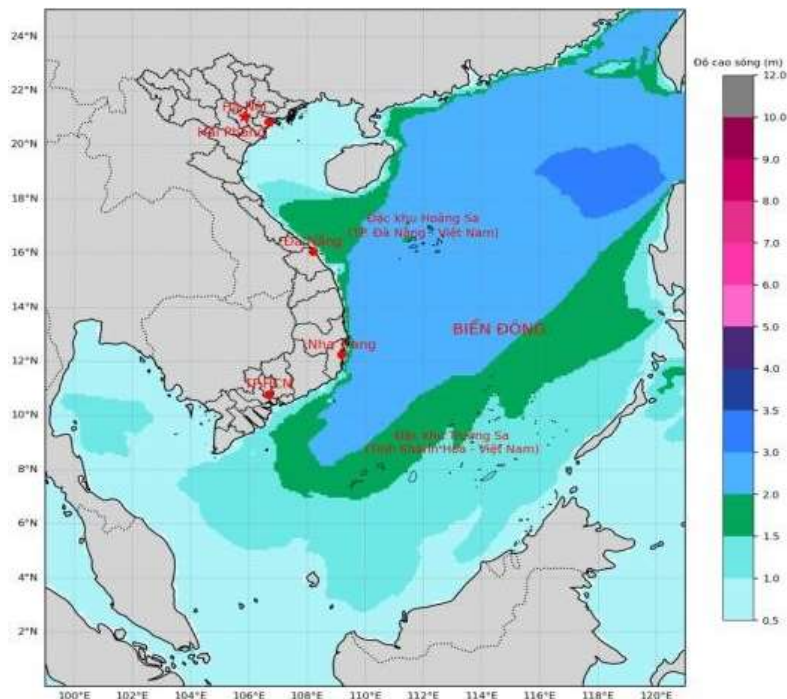 Độ cao sóng (m)
24°N
22°N
20°N
18°N
16°N
14°N
12°N
10°N
8°N
6°N
4°N
2°N
Hà Nội
Hải Phòng
Đặc khu Hoàng Sa
(TP. Đà Nẵng - Việt Nam)
Đà Nẵng
BIỂN ĐÔNG
Nha Trang
TP.HCM
Đặc khu Trường Sa
(Tỉnh Khánh Hòa - Việt Nam)
12.0
10.0
9.0
8.0
7.0
6.0
5.0
4.0
3.5
3.0
2.0
1.5
1.0
0.5
100°E
102°E
104°E
106°E
108°E
110°E
112°E
114°E
116°E
118°E
120°E